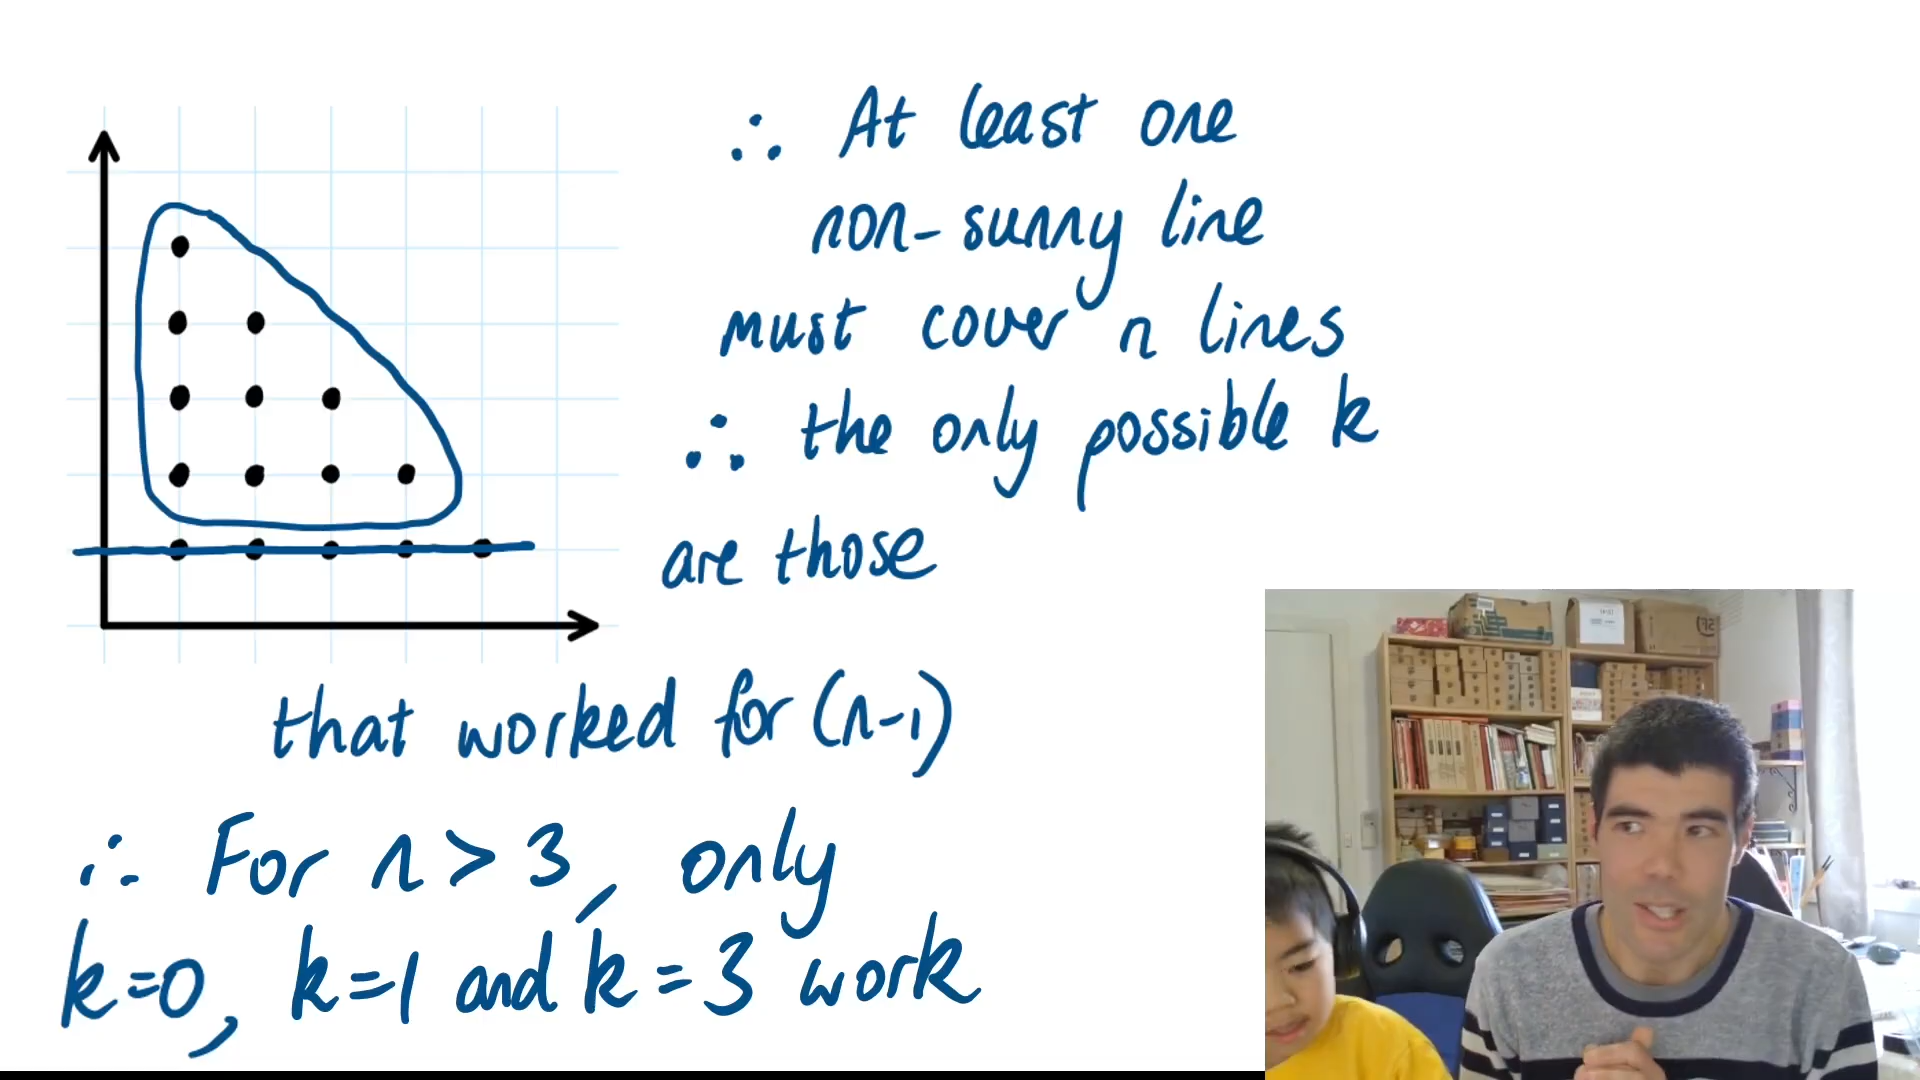 ∴ At least one
non-sunny line
must cover n lines
∴ the only possible k
are those
that worked for (n-1)
∴ For n > 3, only
k=0, k=1 and k=3 work